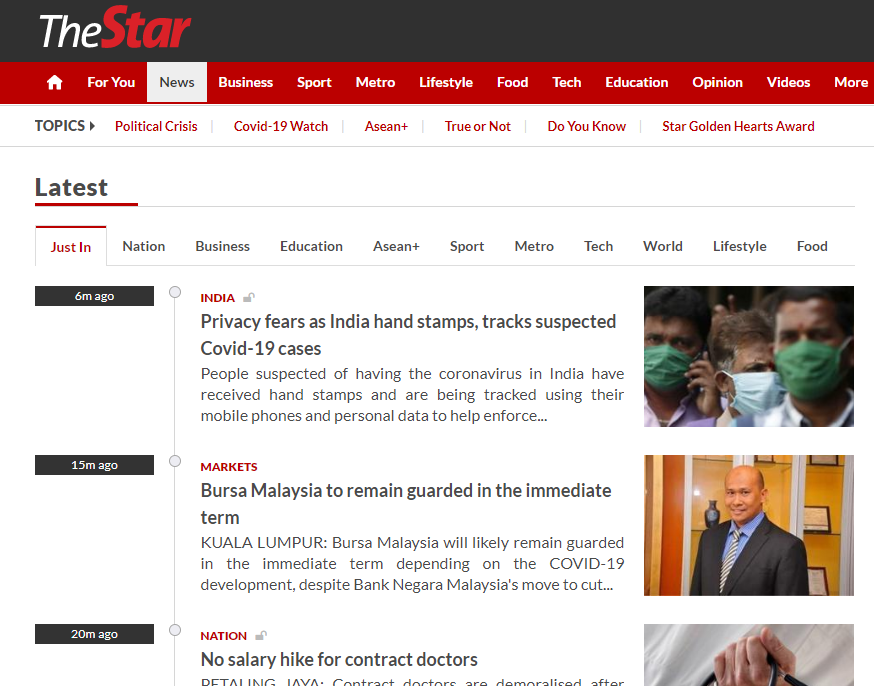 TheStar
For You
News
Business
Sport
Metro
Lifestyle
Food
Tech
Education
Opinion
Videos
More
TOPICS
Political Crisis
Covid-19 Watch
Asean+
True or Not
Do You Know
Star Golden Hearts Award
Latest
Just In
Nation
Business
Education
Asean+
Sport
Metro
Tech
World
Lifestyle
Food
6m ago
INDIA
Privacy fears as India hand stamps, tracks suspected
Covid-19 cases
People suspected of having the coronavirus in India have
received hand stamps and are being tracked using their
mobile phones and personal data to help enforce...
15m ago
MARKETS
Bursa Malaysia to remain guarded in the immediate
term
KUALA LUMPUR: Bursa Malaysia will likely remain guarded
in the immediate term depending on the COVID-19
development, despite Bank Negara Malaysia's move to cut...
20m ago
NATION
No salary hike for contract doctors
PETALING JAYA: Contract doctors are demoralised after